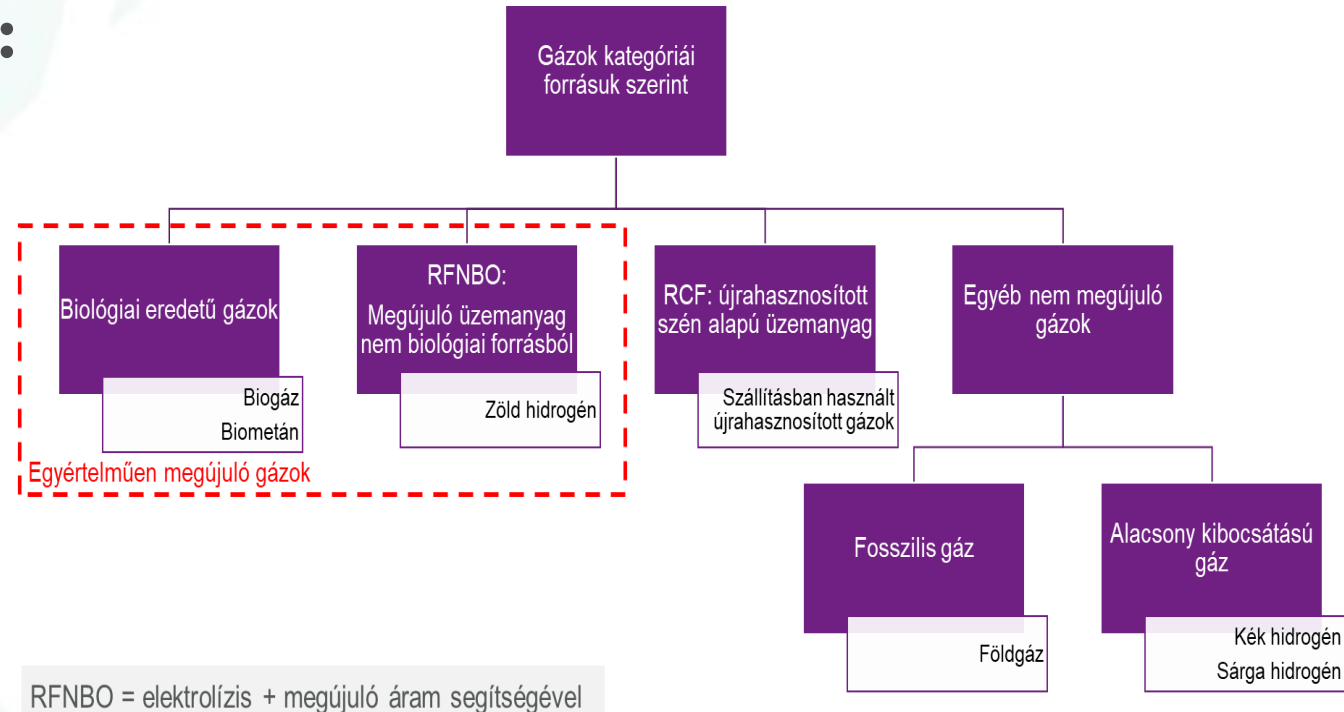 :
Gázok kategóriái
forrásuk szerint
Biológiai eredetű gázok
Biogáz
Biometán
RFNBO:
Megújuló üzemanyag
nem biológiai forrásból
Zöld hidrogén
Egyértelműen megújuló gázok
RCF: újrahasznosított
szén alapú üzemanyag
Szállításban használt
újrahasznosított gázok
Egyéb nem megújuló
gázok
Fosszilis gáz
Földgáz
Alacsony kibocsátású
gáz
Kék hidrogén
Sárga hidrogén
RFNBO = elektrolízis + megújuló áram segítségével